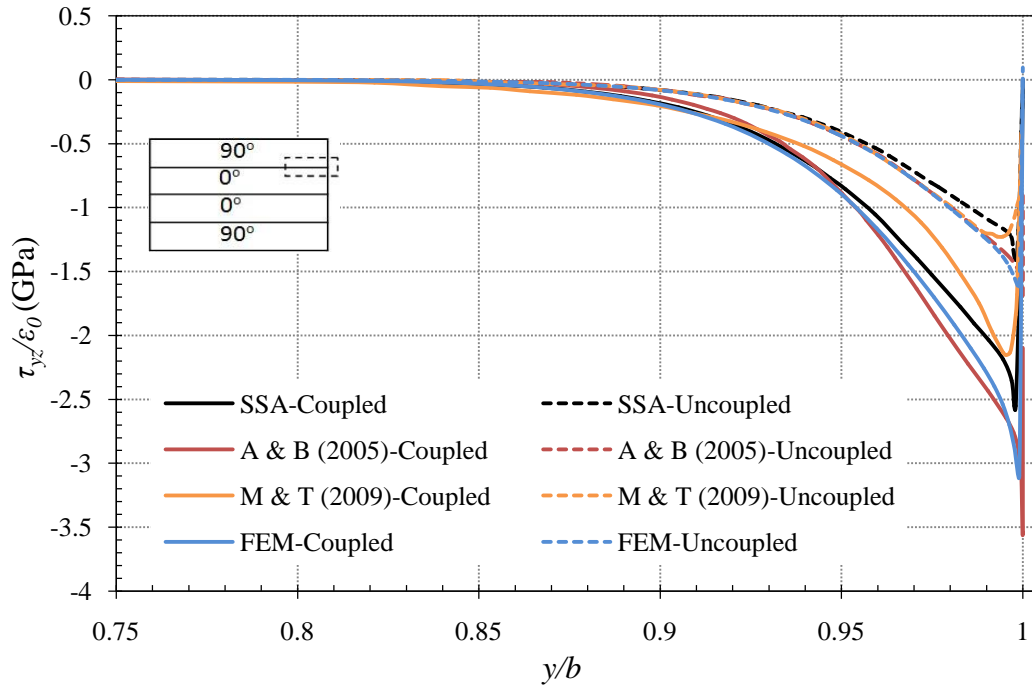 0.5
0
-0.5
-1
-1.5
-2
-2.5
-3
-3.5
-4
τyz/ε0 (GPa)
90°
0°
0°
90°
SSA-Coupled
SSA-Uncoupled
A & B (2005)-Coupled
A & B (2005)-Uncoupled
M & T (2009)-Coupled
M & T (2009)-Uncoupled
FEM-Coupled
FEM-Uncoupled
0.75 0.8 0.85 0.9 0.95 1
y/b